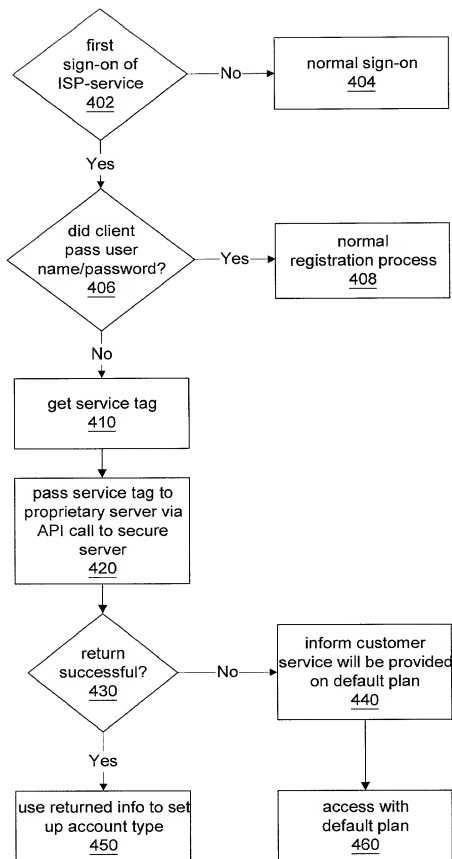 first
sign-on of
ISP-service
402
No
normal sign-on
404
Yes
did client
pass user
name/password?
406
Yes
normal
registration process
408
No
get service tag
410
pass service tag to
proprietary server via
API call to secure
server
420
return
successful?
430
No
inform customer
service will be provided
on default plan
440
Yes
use returned info to set
up account type
450
access with
default plan
460